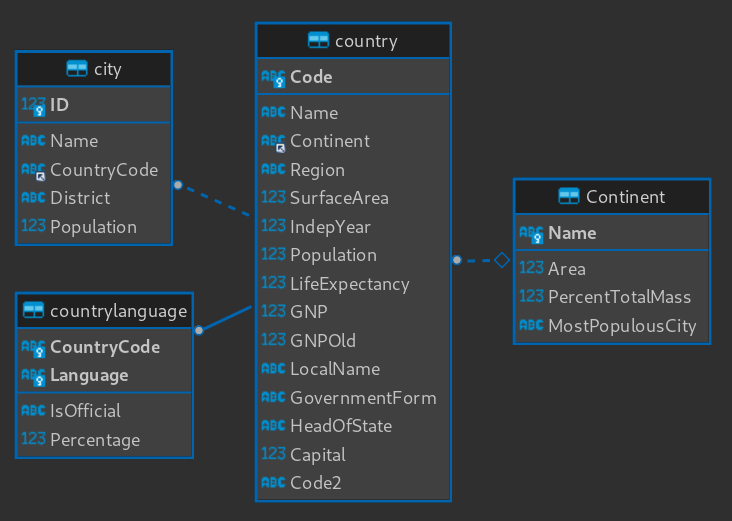 city
123 ID
ABC Name
ABC CountryCode
ABC District
123 Population
countrylanguage
ABC CountryCode
ABC Language
ABC IsOfficial
123 Percentage
country
ABC Code
ABC Name
ABC Continent
ABC Region
123 SurfaceArea
123 IndepYear
123 Population
123 LifeExpectancy
123 GNP
123 GNPOld
ABC LocalName
ABC GovernmentForm
ABC HeadOfState
123 Capital
ABC Code2
Continent
ABC Name
123 Area
123 PercentTotalMass
ABC MostPopulousCity